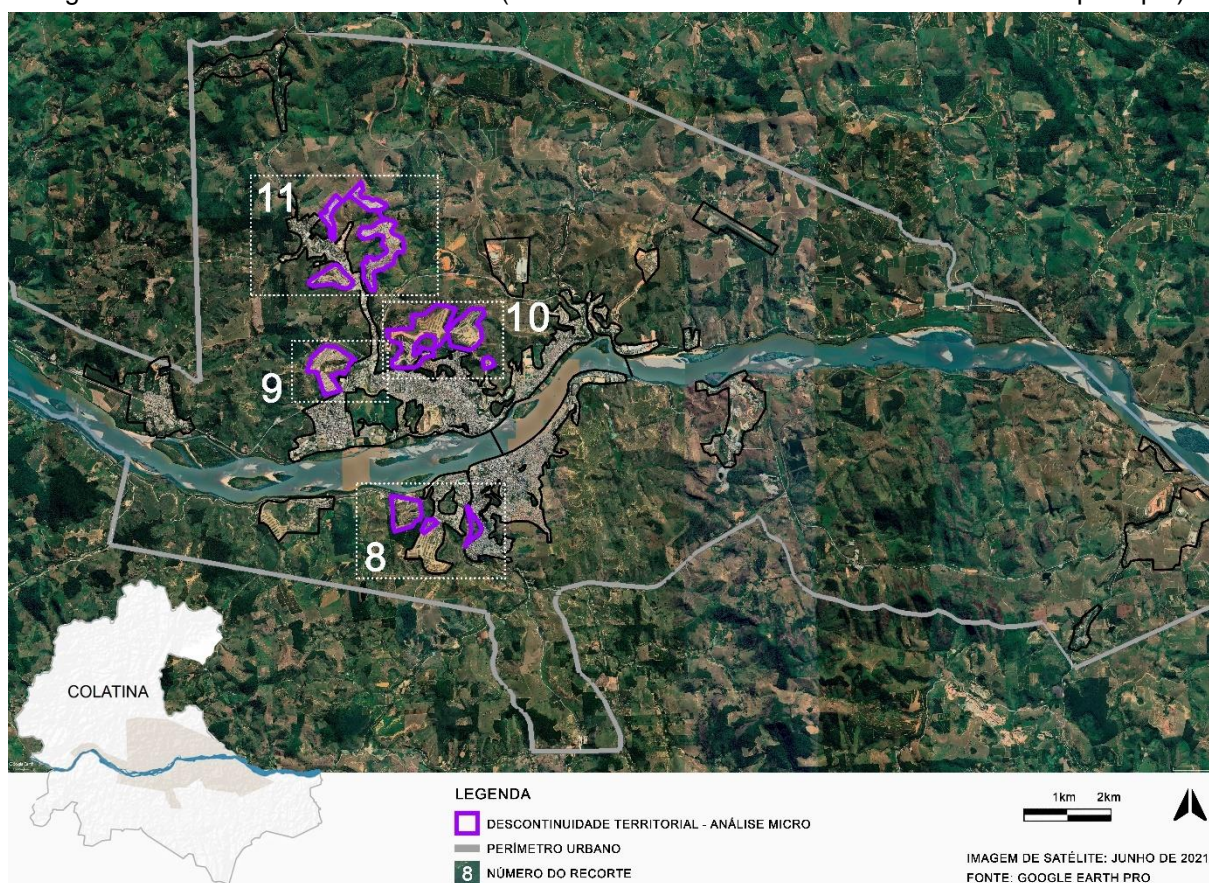 11
10
9
8
COLATINA
LEGENDA
DESCONTINUIDADE TERRITORIAL - ANÁLISE MICRO
PERÍMETRO URBANO
8 NÚMERO DO RECORTE
1km 2km
IMAGEM DE SATÉLITE: JUNHO DE 2021
FONTE: GOOGLE EARTH PRO